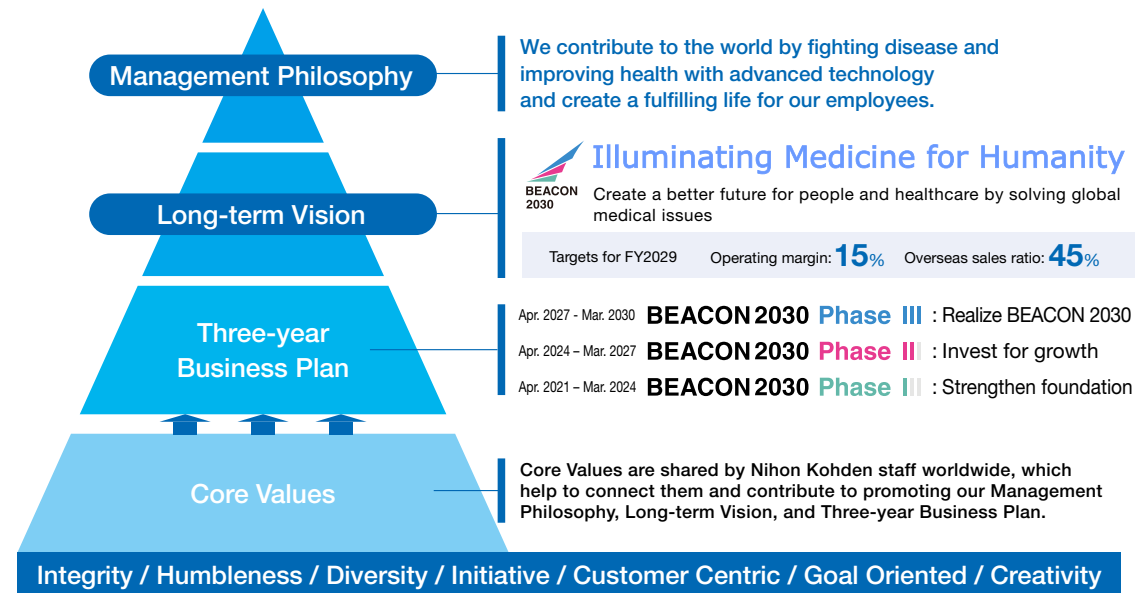 Management Philosophy
We contribute to the world by fighting disease and
improving health with advanced technology
and create a fulfilling life for our employees.
Long-term Vision
BEACON
2030
Illuminating Medicine for Humanity
Create a better future for people and healthcare by solving global
medical issues
Targets for FY2029 Operating margin: 15% Overseas sales ratio: 45%
Three-year
Business Plan
Apr. 2027 - Mar. 2030 BEACON 2030 Phase III : Realize BEACON 2030
Apr. 2024 – Mar. 2027 BEACON 2030 Phase II : Invest for growth
Apr. 2021 – Mar. 2024 BEACON 2030 Phase I : Strengthen foundation
Core Values
Core Values are shared by Nihon Kohden staff worldwide, which
help to connect them and contribute to promoting our Management
Philosophy, Long-term Vision, and Three-year Business Plan.
Integrity / Humbleness / Diversity / Initiative / Customer Centric / Goal Oriented / Creativity